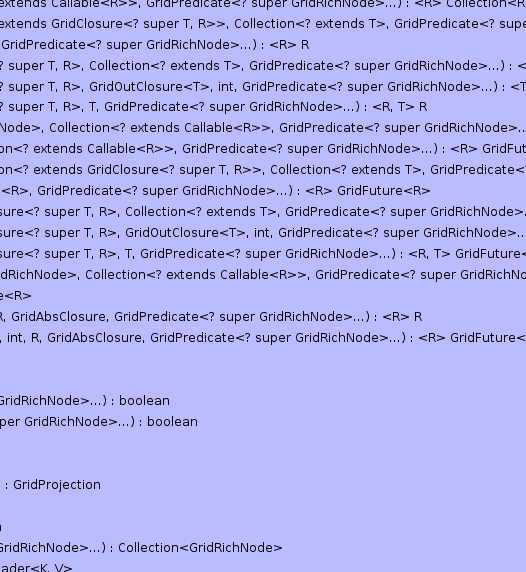 extends Callable<R>>, GridPredicate<? super GridRichNode>...) : <R> Collection<R
extends GridClosure<? super T, R>>, Collection<? extends T>, GridPredicate<? supe
GridPredicate<? super GridRichNode>...) : <R> R
? super T, R>, Collection<? extends T>, GridPredicate<? super GridRichNode>...) : <
? super T, R>, GridOutClosure<T>, int, GridPredicate<? super GridRichNode>...) : <T
? super T, R>, T, GridPredicate<? super GridRichNode>...) : <R, T> R
Node>, Collection<? extends Callable<R>>, GridPredicate<? super GridRichNode>...
on<? extends Callable<R>>, GridPredicate<? super GridRichNode>...) : <R> GridFut
on<? extends GridClosure<? super T, R>>, Collection<? extends T>, GridPredicate<
<R>, GridPredicate<? super GridRichNode>...) : <R> GridFuture<R>
sure<? super T, R>, Collection<? extends T>, GridPredicate<? super GridRichNode>.
sure<? super T, R>, GridOutClosure<T>, int, GridPredicate<? super GridRichNode>..
sure<? super T, R>, T, GridPredicate<? super GridRichNode>...) : <R, T> GridFuture<
dRichNode>, Collection<? extends Callable<R>>, GridPredicate<? super GridRichNo
e<R>
R, GridAbsClosure, GridPredicate<? super GridRichNode>...) : <R> R
, int, R, GridAbsClosure, GridPredicate<? super GridRichNode>...) : <R> GridFuture<
GridRichNode>...) : boolean
per GridRichNode>...) : boolean
: GridProjection
n
GridRichNode>...) : Collection<GridRichNode>
ader<K, V>